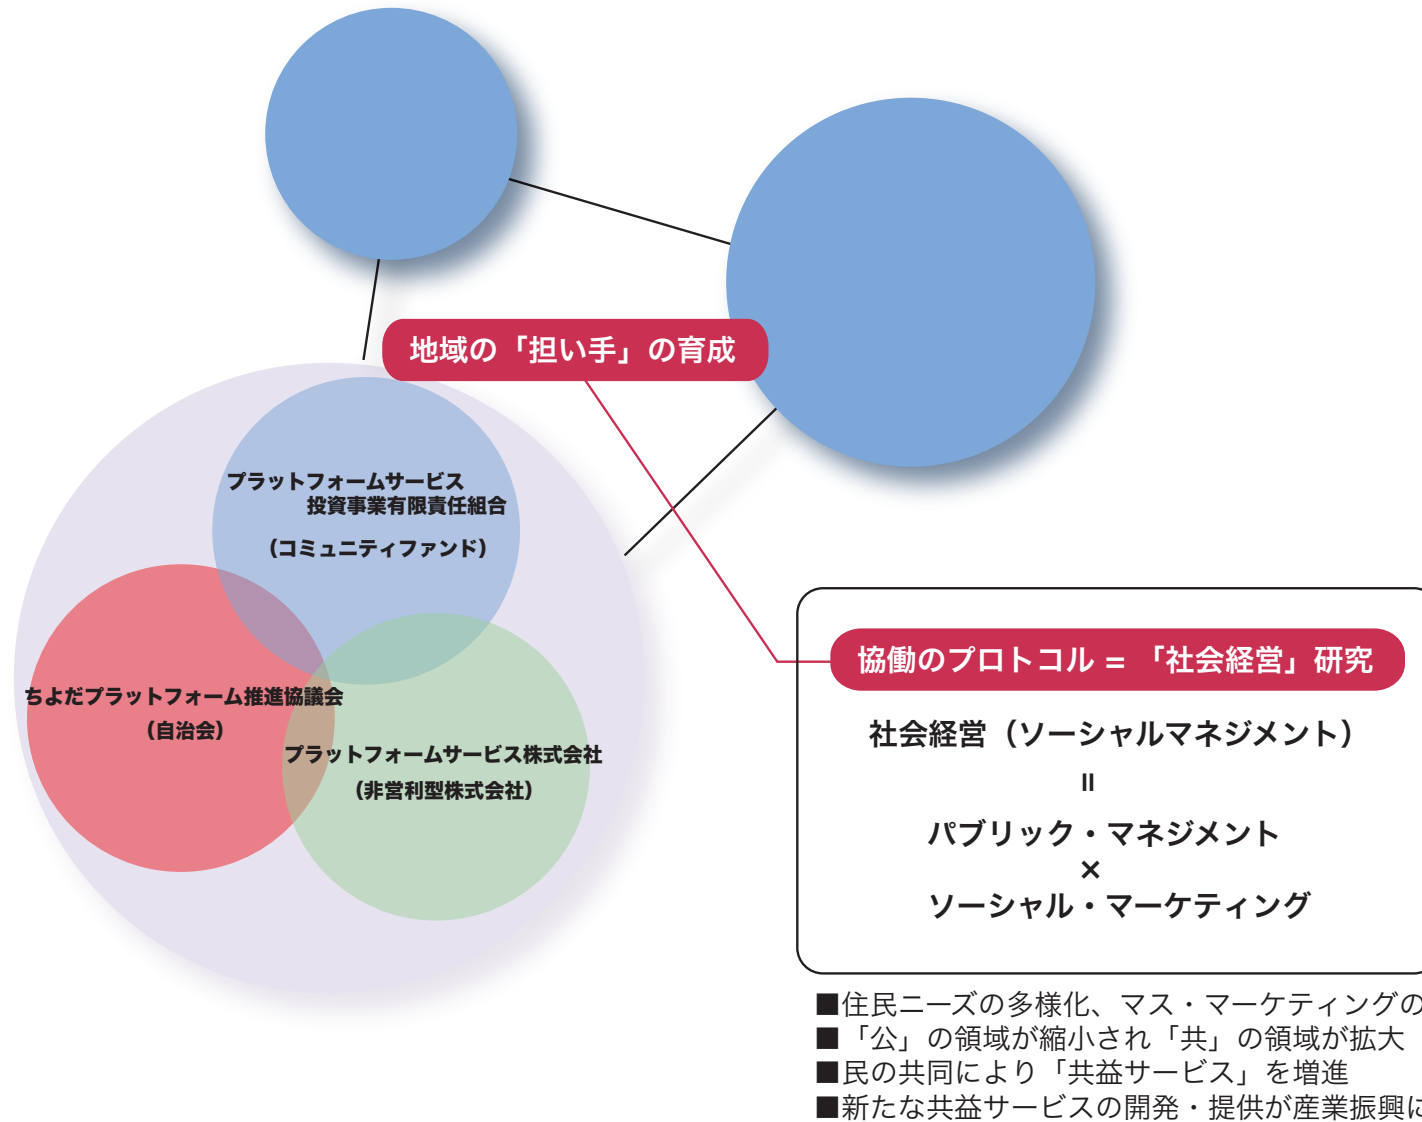 地域の「担い手」の育成
プラットフォームサービス
投資事業有限責任組合
（コミュニティファンド）
ちよだプラットフォーム推進協議会
（自治会）
プラットフォームサービス株式会社
（非営利型株式会社）
協働のプロトコル = 「社会経営」研究
社会経営（ソーシャルマネジメント）
=
パブリック・マネジメント
×
ソーシャル・マーケティング
■住民ニーズの多様化、マス・マーケティングの
■「公」の領域が縮小され「共」の領域が拡大
■民の共同により「共益サービス」を増進
■新たな共益サービスの開発・提供が産業振興に